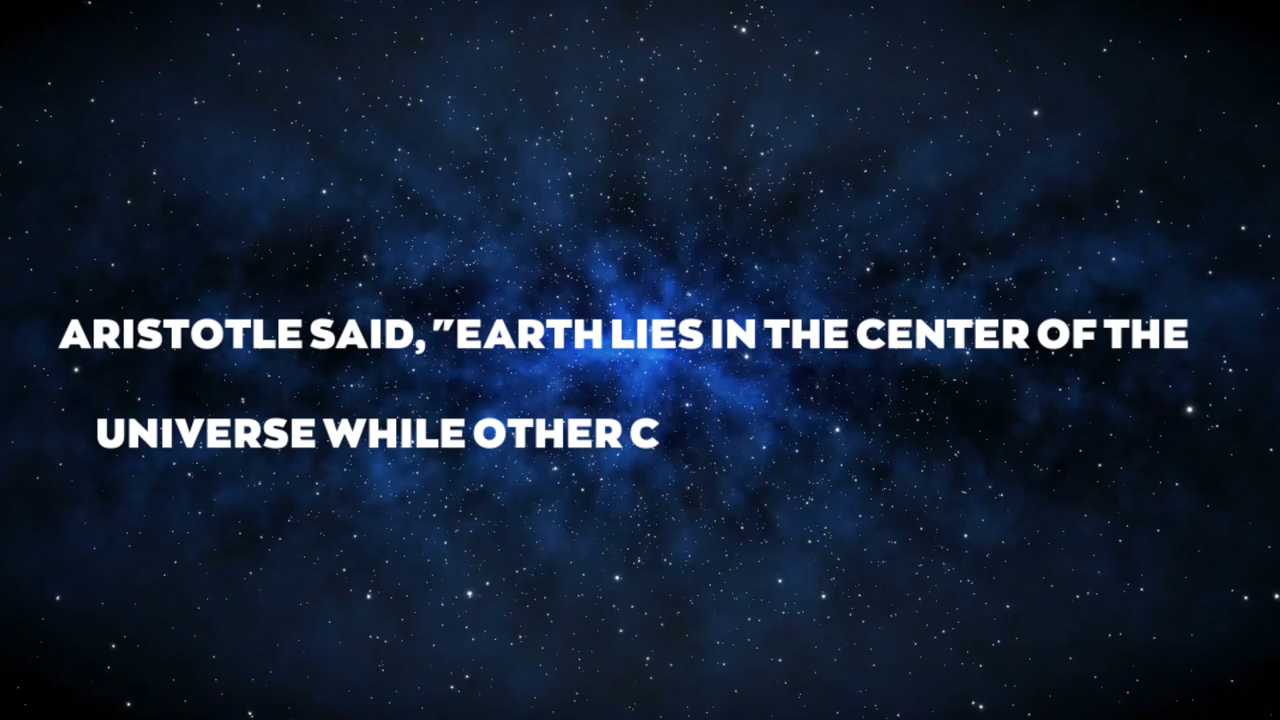 ARISTOTLE SAID, "EARTH LIES IN THE CENTER OF THE
UNIVERSE WHILE OTHER C